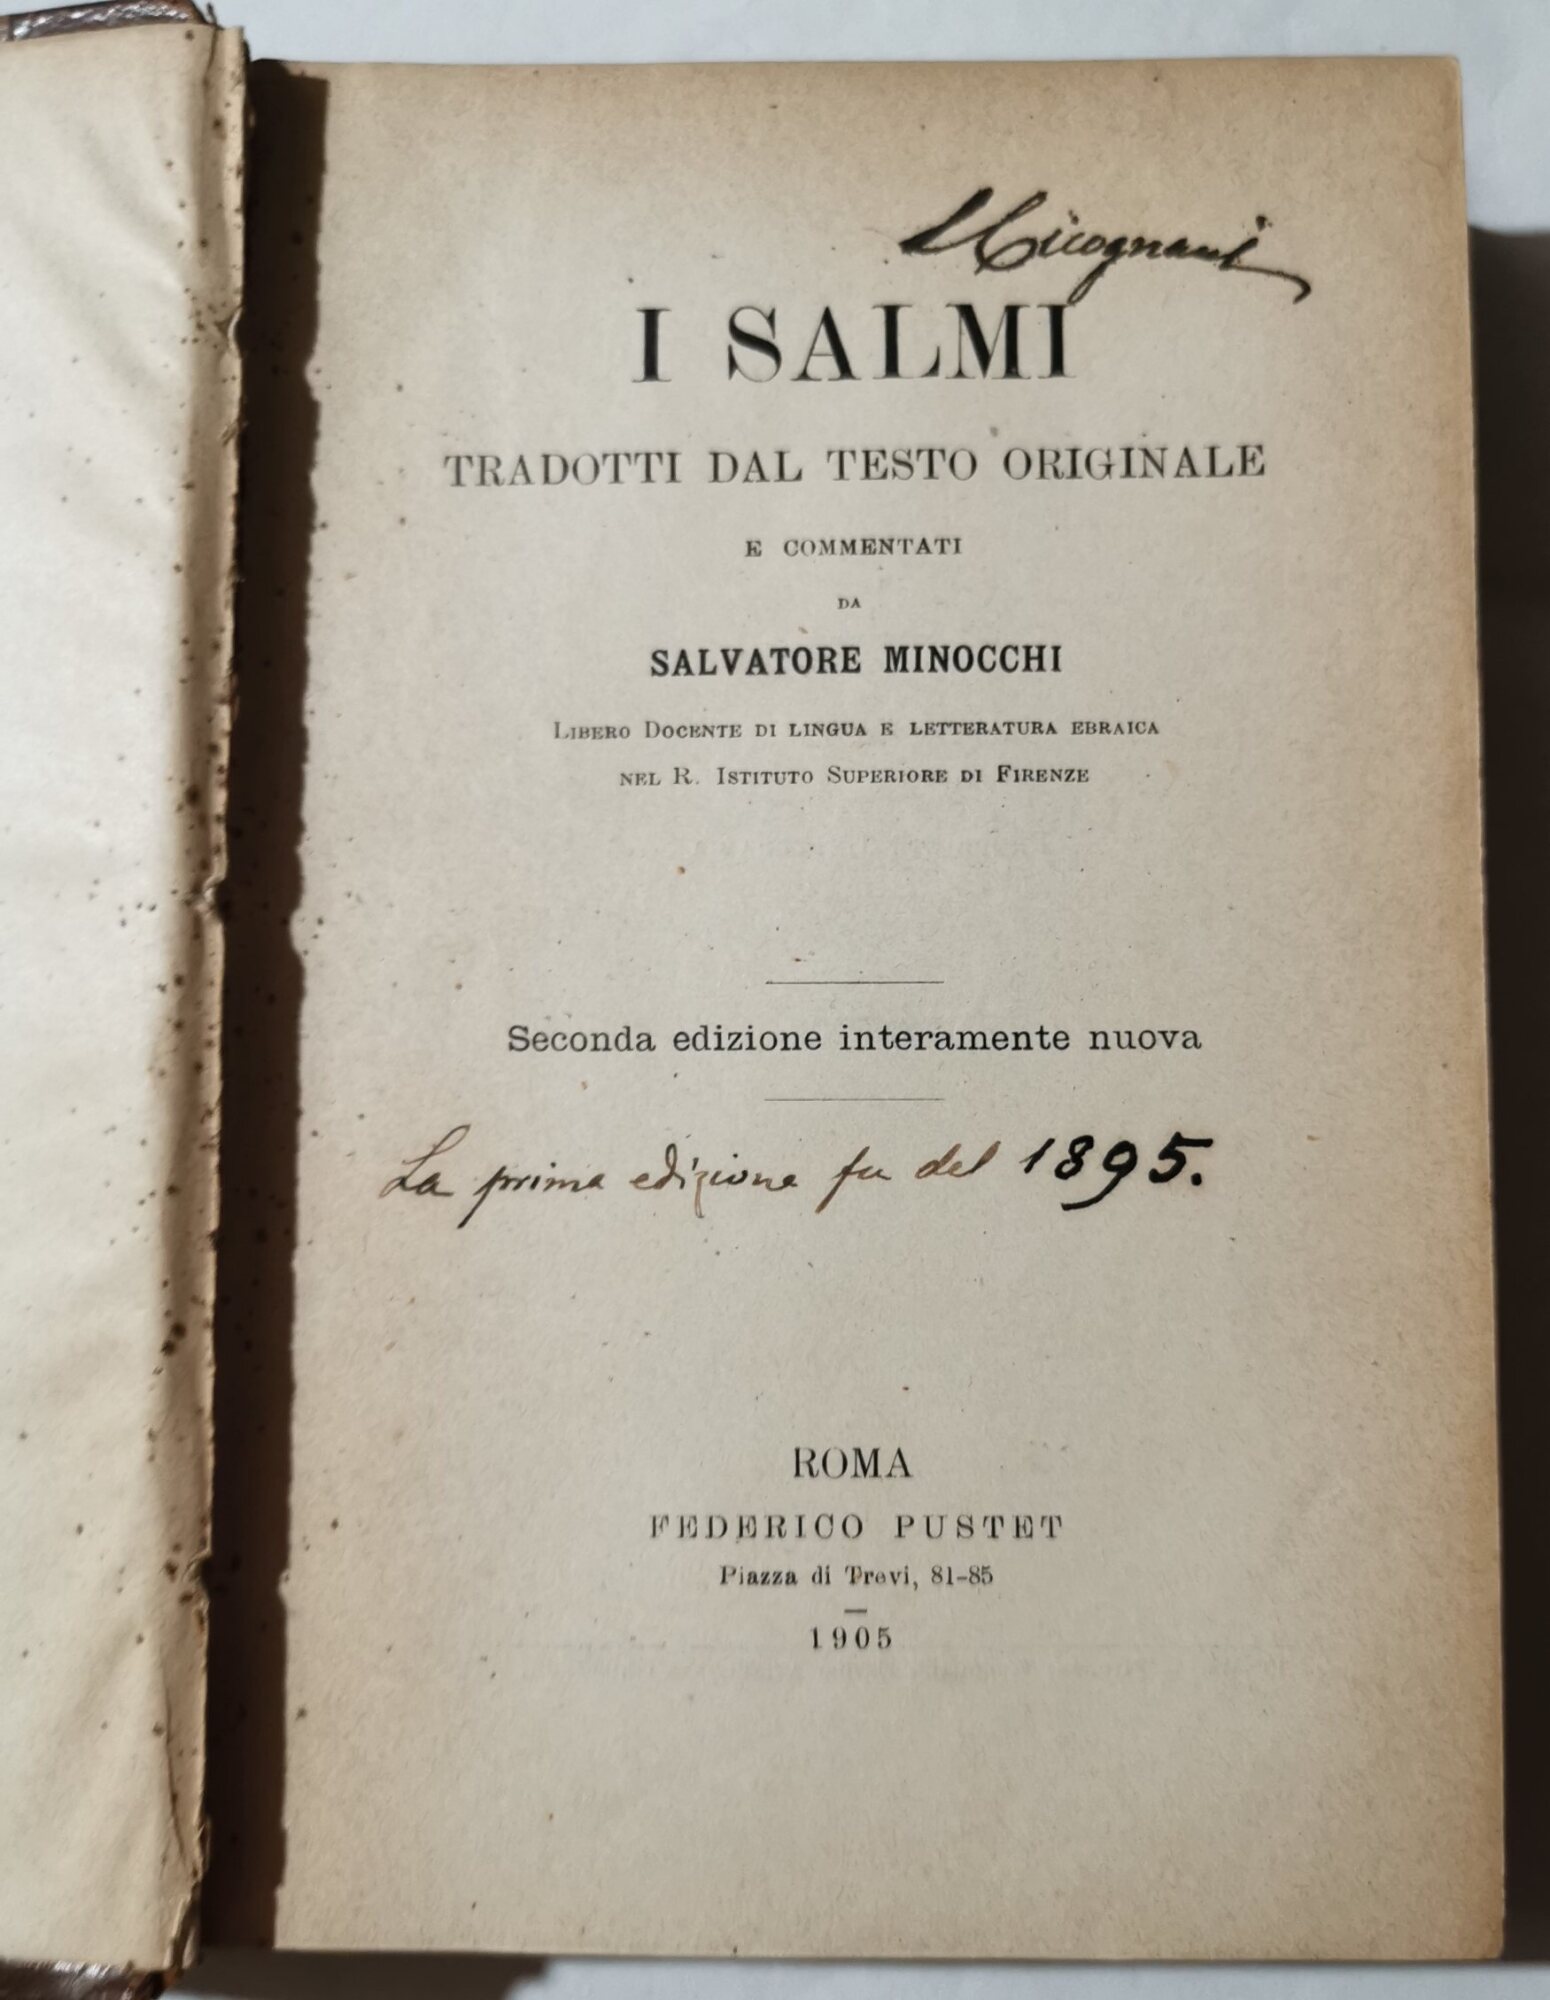 I SALMI
TRADOTTI DAL TESTO ORIGINALE
E COMMENTATI
DA
SALVATORE MINOCCHI
LIBERO DOCENTE DI LINGUA E LETTERATURA EBRAICA
NEL R. ISTITUTO SUPERIORE DI FIRENZE
Seconda edizione interamente nuova
La prima edizione fu del 1895.
ROMA
FEDERICO PUSTET
Piazza di Trevi, 81-85
1905